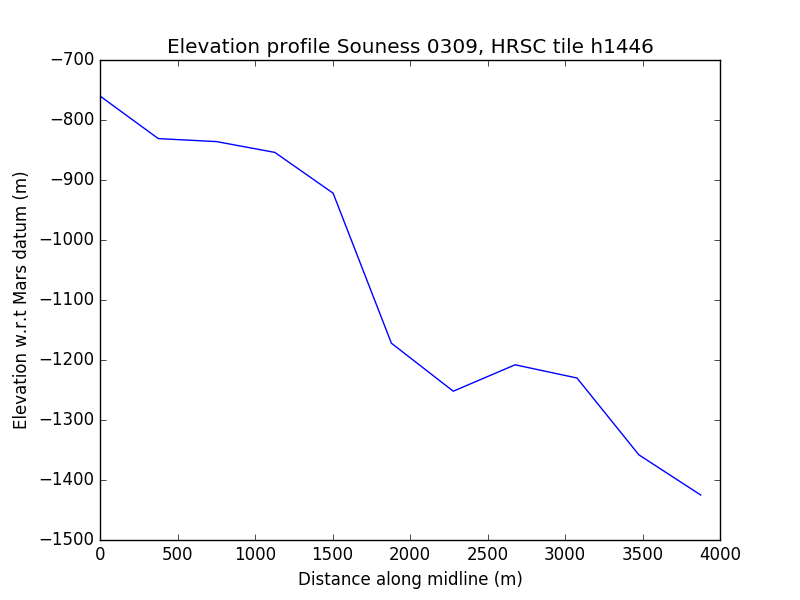 Elevation profile Souness 0309, HRSC tile h1446
−700
−800
−900
−1000
−1100
−1200
−1300
−1400
−1500
Elevation w.r.t Mars datum (m)
0 500 1000 1500 2000 2500 3000 3500 4000
Distance along midline (m)